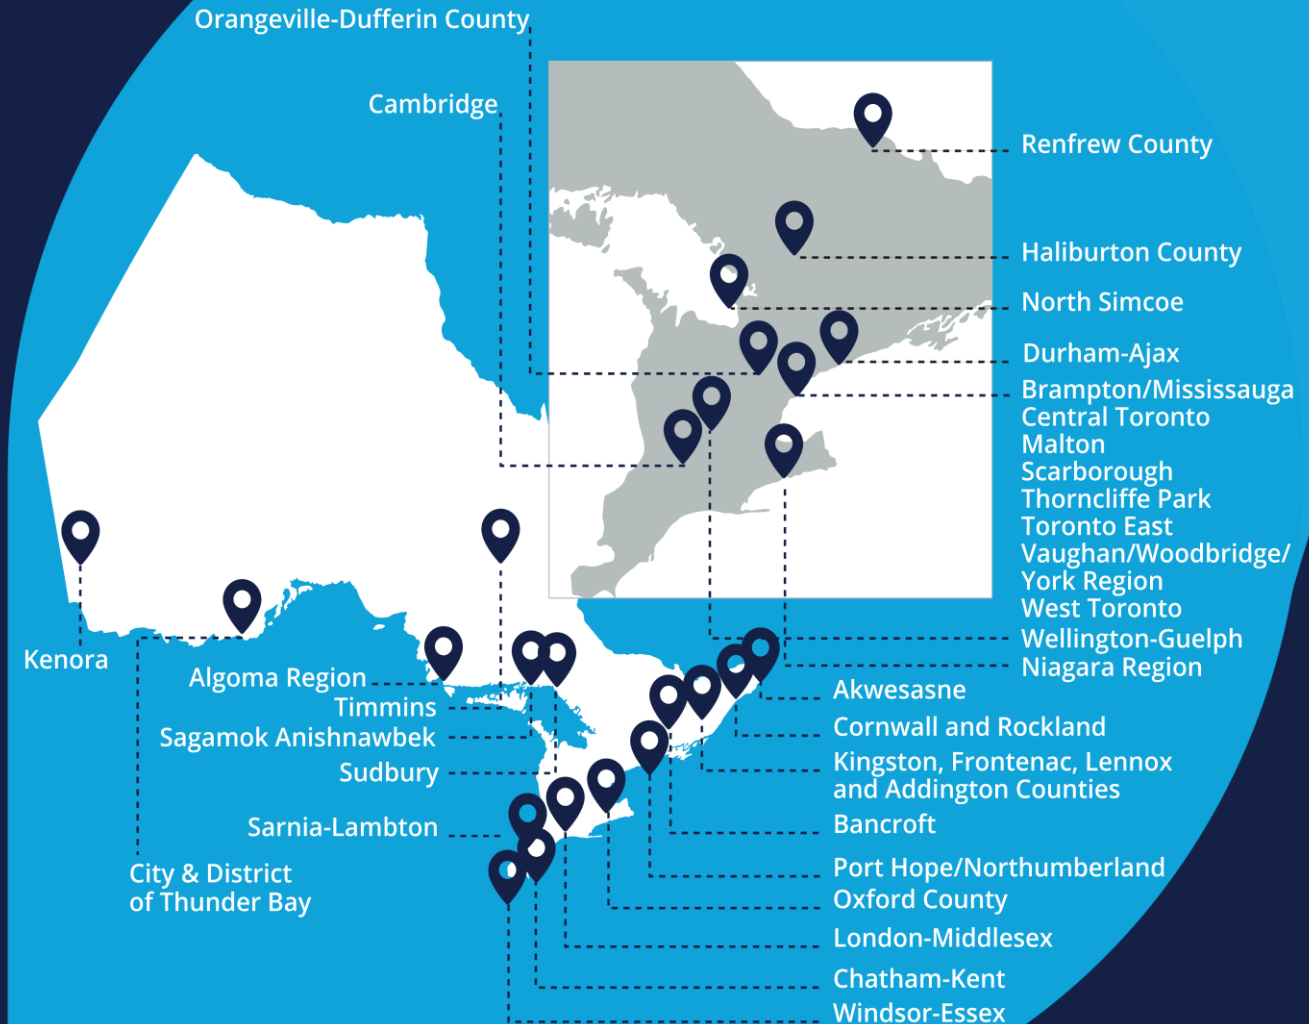 Orangeville-Dufferin County
Cambridge
Renfrew County
Haliburton County
North Simcoe
Durham-Ajax
Brampton/Mississauga
Central Toronto
Malton
Scarborough
Thorncliffe Park
Toronto East
Vaughan/Woodbridge/
York Region
West Toronto
Wellington-Guelph
Niagara Region
Kenora
Algoma Region
Timmins
Sagamok Anishnawbek
Sudbury
Sarnia-Lambton
City & District
of Thunder Bay
Akwesasne
Cornwall and Rockland
Kingston, Frontenac, Lennox
and Addington Counties
Bancroft
Port Hope/Northumberland
Oxford County
London-Middlesex
Chatham-Kent
Windsor-Essex